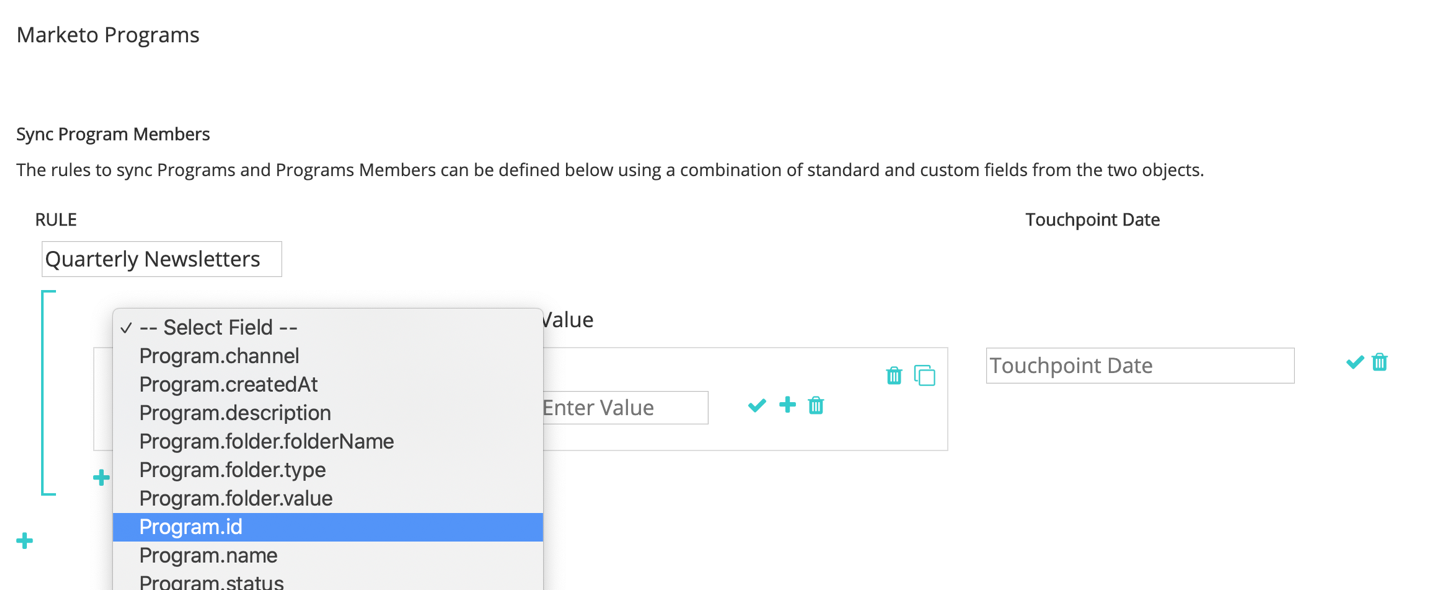 Marketo Programs
Sync Program Members
The rules to sync Programs and Programs Members can be defined below using a combination of standard and custom fields from the two objects.
RULE
Touchpoint Date
Quarterly Newsletters
Value
✓ -- Select Field --
Program.channel
Program.createdAt
Program.description
Program.folder.folderName
Program.folder.type
Program.folder.value
Program.id
Program.name
Program.status
Enter Value
Touchpoint Date